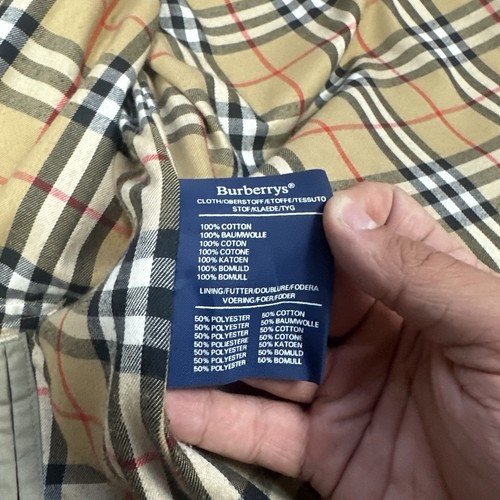 Burberrys®
CLOTH/OBERSTOFF/ETOFFE/TESSUTO
STOF/KLAEDE/TYG
100% COTTON
100% BAUMWOLLE
100% COTON
100% COTONE
100% KATOEN
100% BOMULD
100% BOMULL
LINING/FUTTER/DOUBLURE/FODERA
VOERING/FOER/FODER
50% POLYESTER 50% COTTON
50% POLYESTER 50% BAUMWOLLE
50% POLYESTER 50% COTTON
50% POLIESTERE 50% COTONE
50% POLYESTER 50% KATOEN
50% POLYESTER 50% BOMULD
50% POLYESTER 50% BOMULL